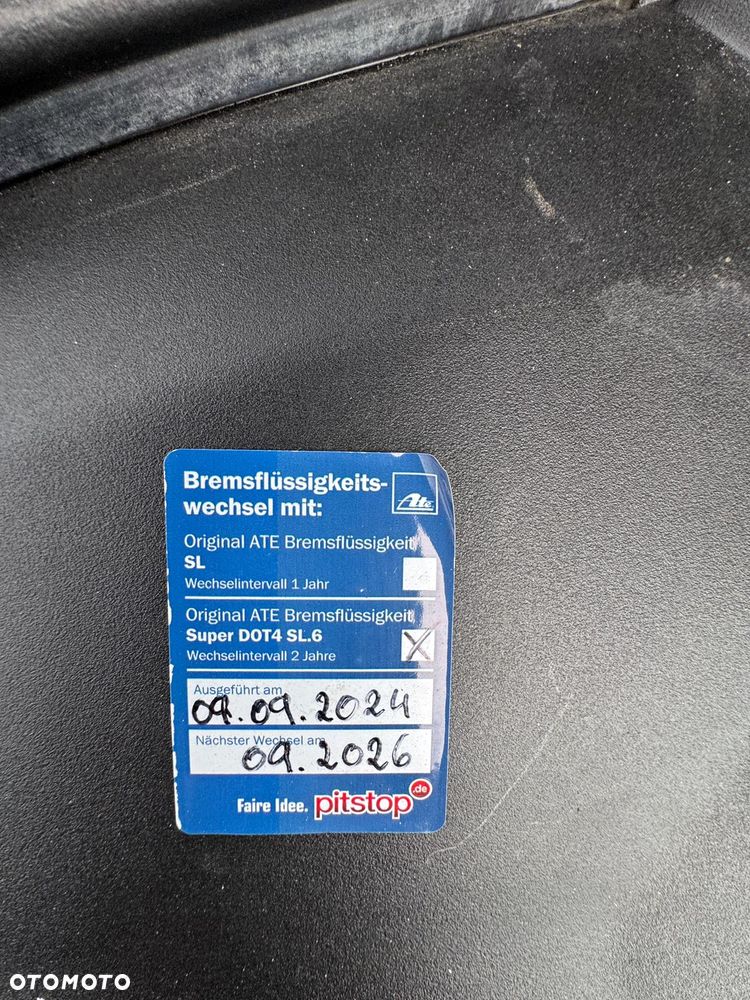 Bremsflüssigkeits-
wechsel mit:
Ate
Original ATE Bremsflüssigkeit
SL
Wechselintervall 1 Jahr
Original ATE Bremsflüssigkeit
Super DOT4 SL.6
Wechselintervall 2 Jahre
X
Ausgeführt am
09.09.2024
Nächster Wechsel am
09.2026
Faire Idee. pitstop.de
OTOMOTO